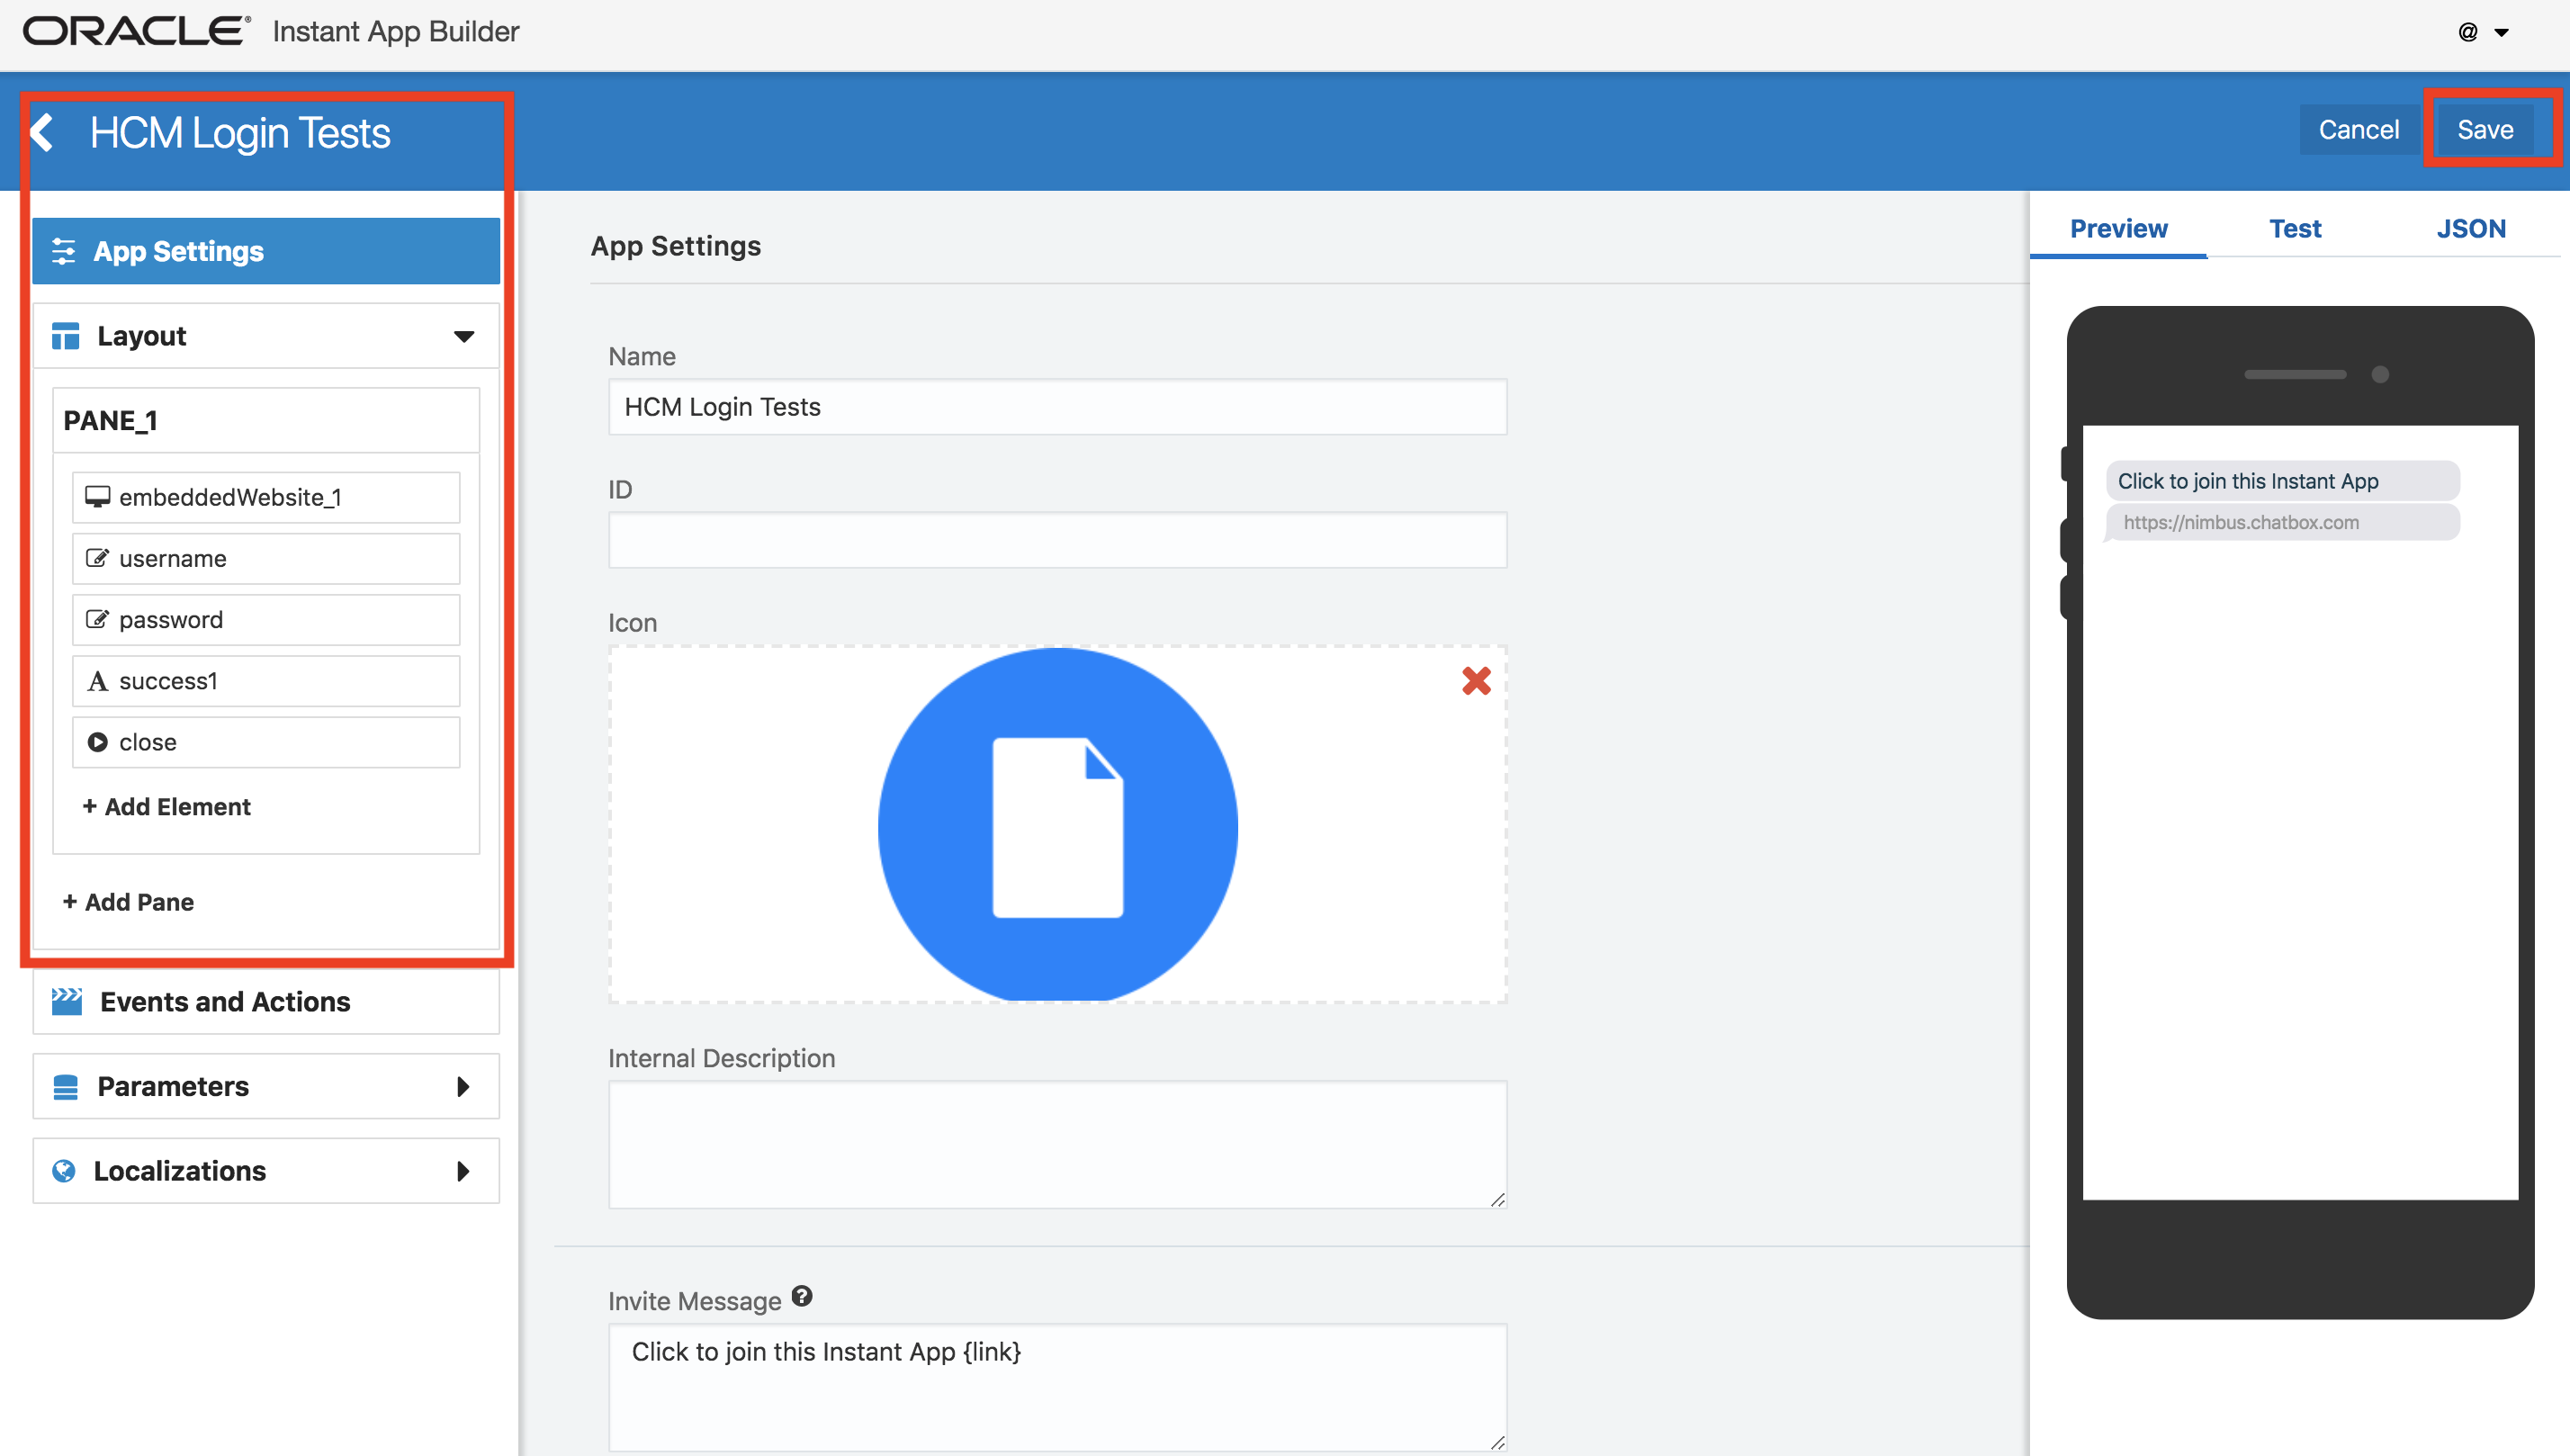 ORACLE® Instant App Builder
@
HCM Login Tests
Cancel
Save
App Settings
Layout
PANE_1
embeddedWebsite_1
username
password
success1
close
+ Add Element
+ Add Pane
Events and Actions
Parameters
Localizations
App Settings
Name
HCM Login Tests
ID
Icon
Internal Description
Invite Message
Click to join this Instant App {link}
Preview
Test
JSON
Click to join this Instant App
https://nimbus.chatbox.com